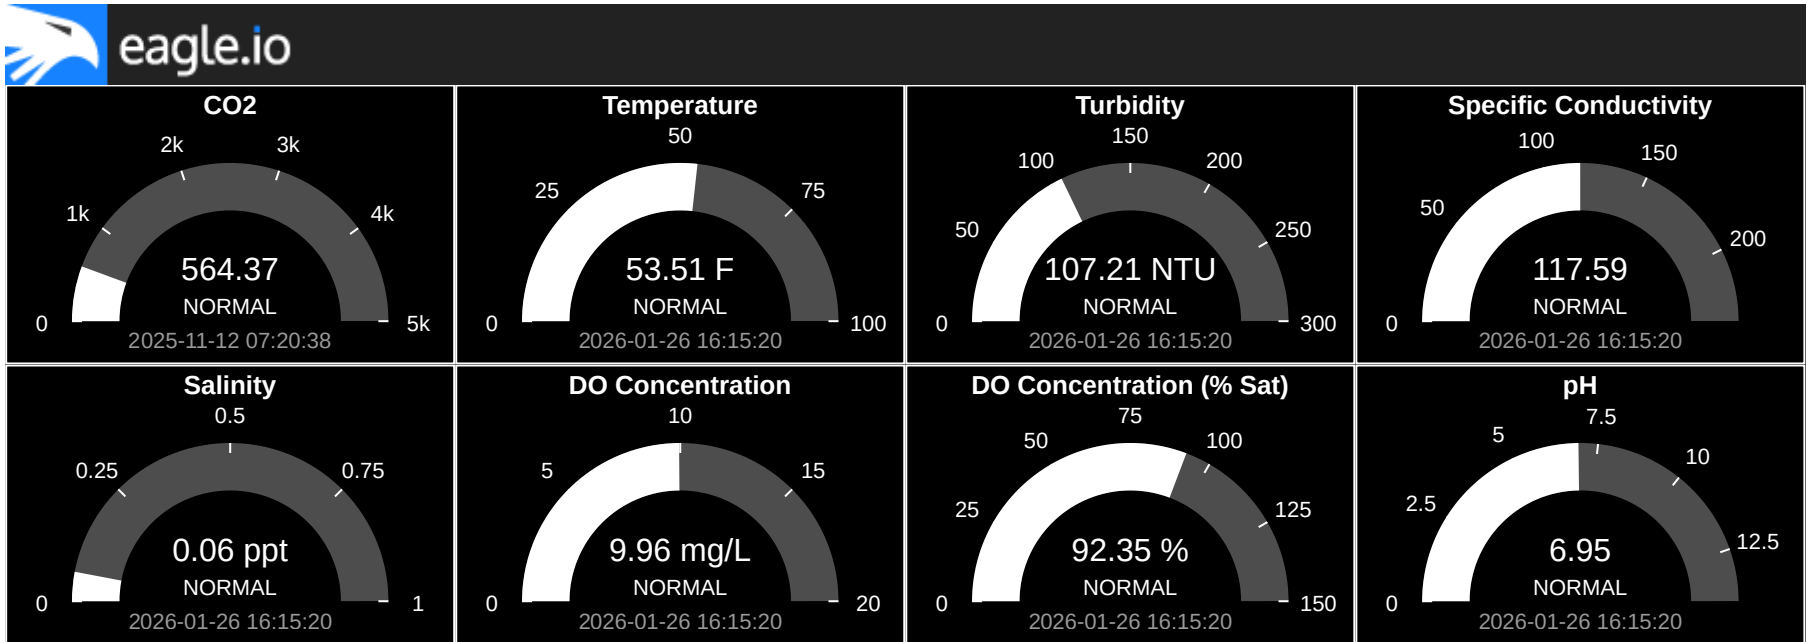 eagle.io
CO2
0
1k
2k
3k
4k
5k
564.37
NORMAL
2025-11-12 07:20:38
Temperature
0
25
50
75
100
53.51 F
NORMAL
2026-01-26 16:15:20
Turbidity
0
50
100
150
200
250
300
107.21 NTU
NORMAL
2026-01-26 16:15:20
Specific Conductivity
0
50
100
150
200
117.59
NORMAL
2026-01-26 16:15:20
Salinity
0
0.25
0.5
0.75
1
0.06 ppt
NORMAL
2026-01-26 16:15:20
DO Concentration
0
5
10
15
20
9.96 mg/L
NORMAL
2026-01-26 16:15:20
DO Concentration (% Sat)
0
25
50
75
100
125
150
92.35 %
NORMAL
2026-01-26 16:15:20
pH
0
2.5
5
7.5
10
12.5
6.95
NORMAL
2026-01-26 16:15:20